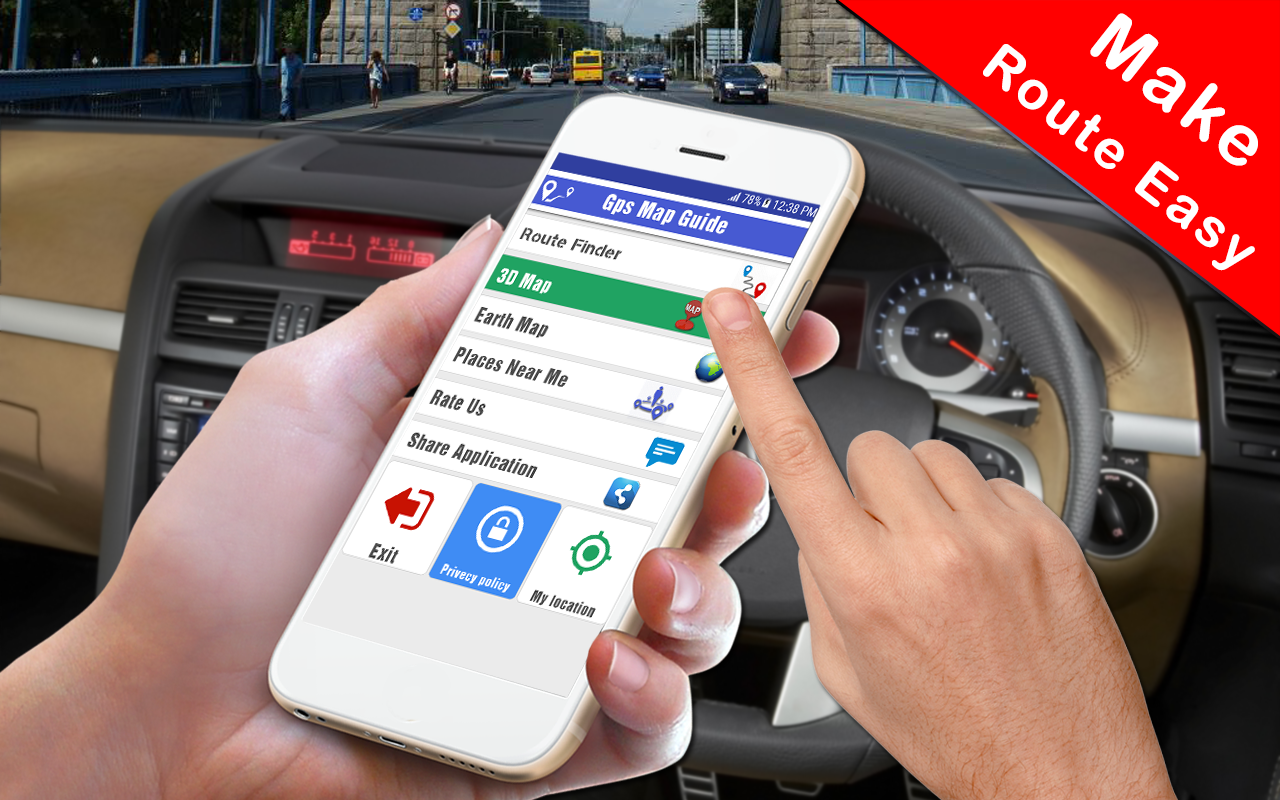 Make
Route Easy
78% 12:38 PM
Gps Map Guide
Route Finder
3D Map
MAP
Earth Map
Places Near Me
Rate Us
Share Application
Exit
Privecy policy
My location